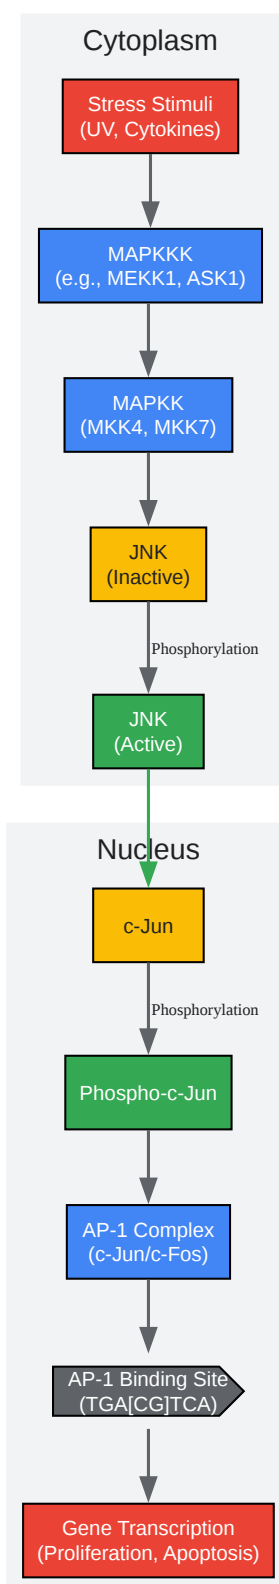 Cytoplasm
Stress Stimuli
(UV, Cytokines)
MAPKKK
(e.g., MEKK1, ASK1)
MAPKK
(MKK4, MKK7)
JNK
(Inactive)
Phosphorylation
JNK
(Active)
Nucleus
c-Jun
Phosphorylation
Phospho-c-Jun
AP-1 Complex
(c-Jun/c-Fos)
AP-1 Binding Site
(TGA[CG]TCA)
Gene Transcription
(Proliferation, Apoptosis)